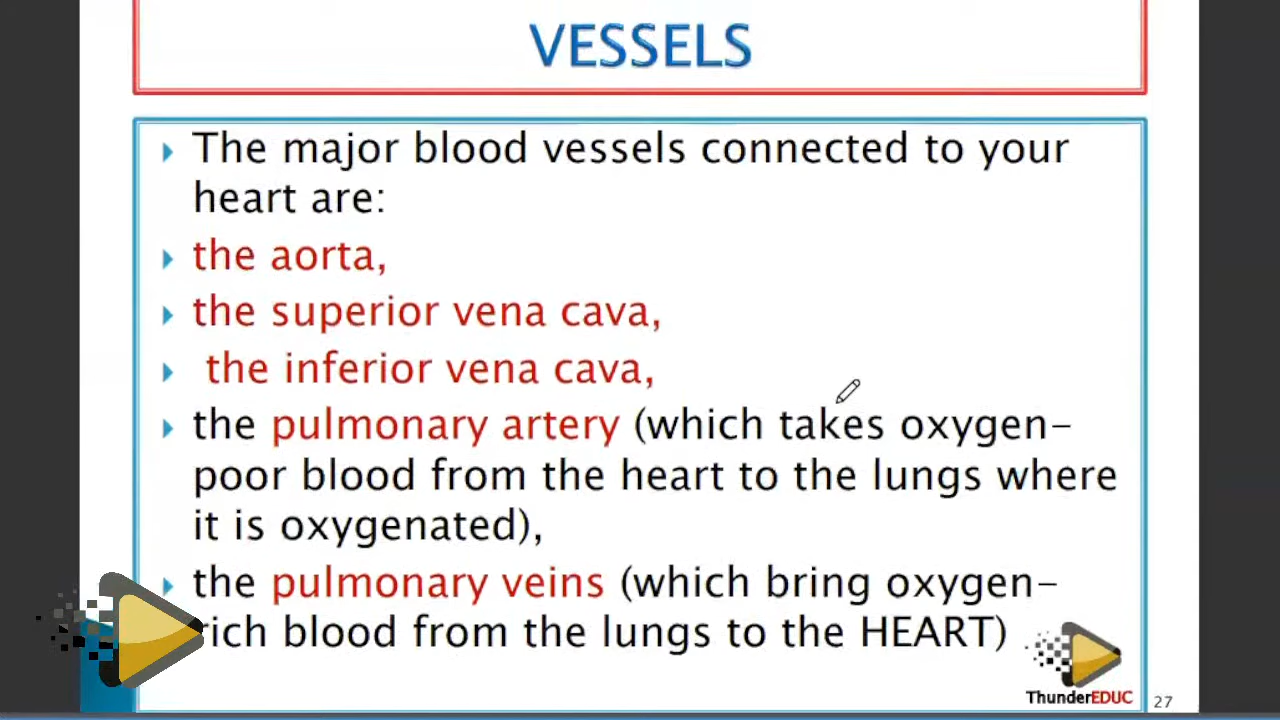 VESSELS
The major blood vessels connected to your
heart are:
the aorta,
the superior vena cava,
the inferior vena cava,
the pulmonary artery (which takes oxygen-
poor blood from the heart to the lungs where
it is oxygenated),
the pulmonary veins (which bring oxygen-
rich blood from the lungs to the HEART)
ThunderEDUC
27